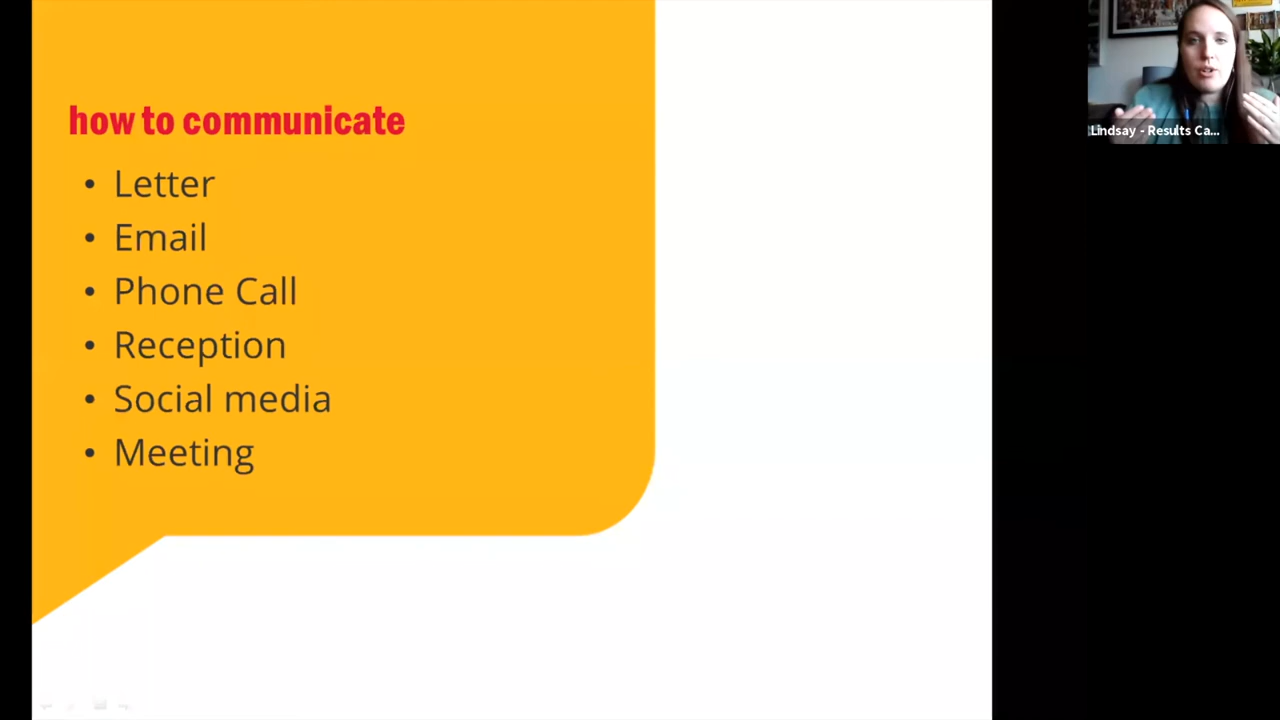 how to communicate
• Letter
• Email
• Phone Call
• Reception
• Social media
• Meeting
Lindsay - Results Ca...